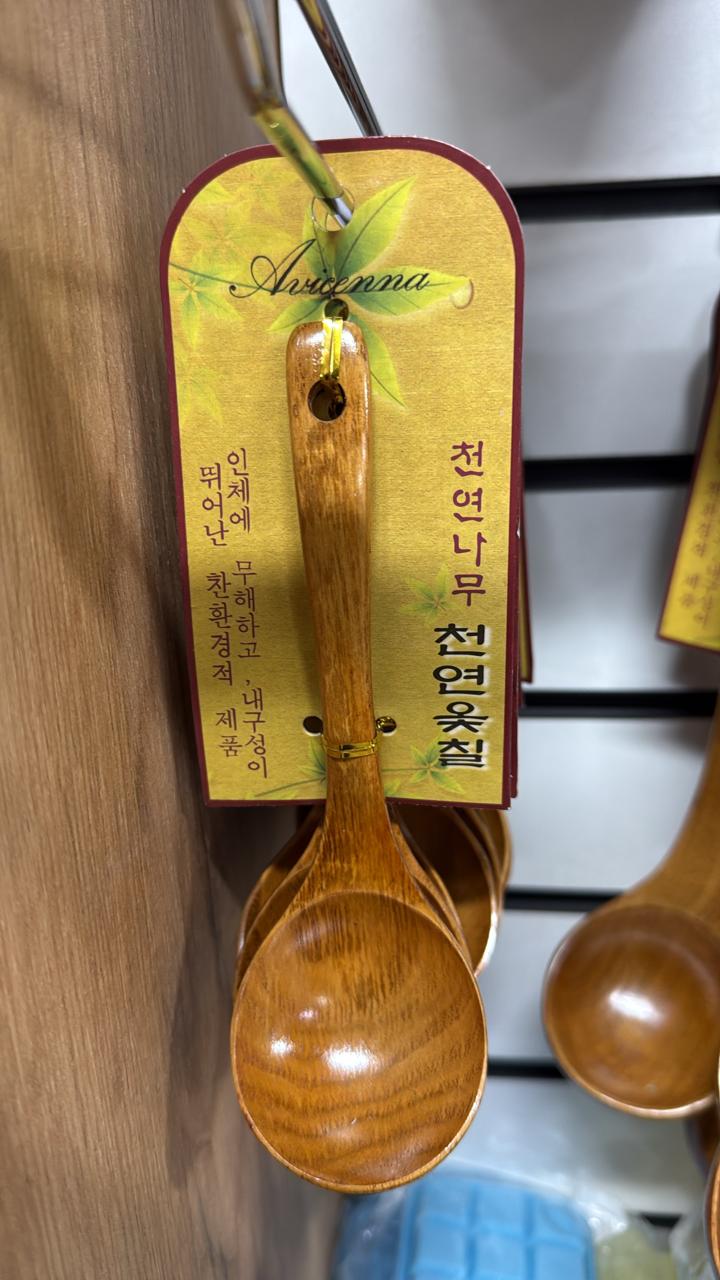 Avicenna
천연나무
천연옻칠
인체에 무해하고 ,내구성이
뛰어난 찬환경적 제품